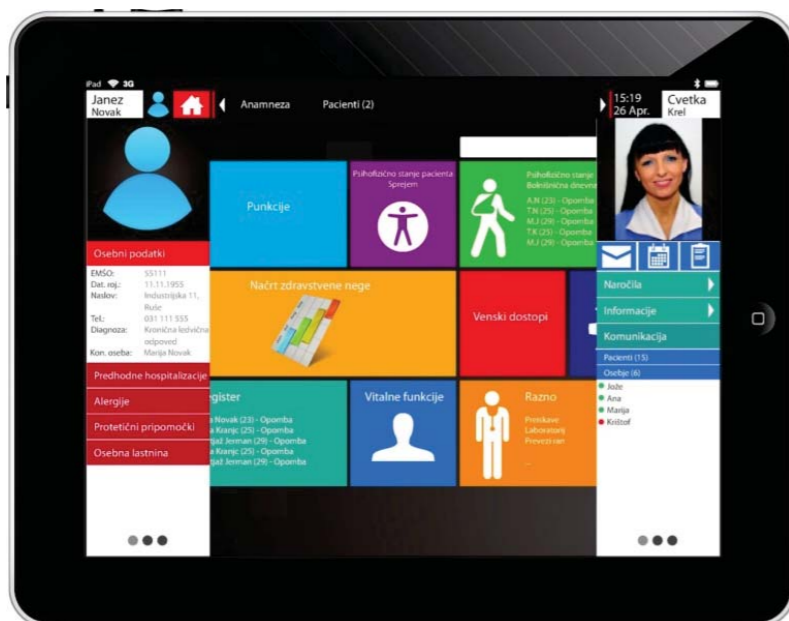 iPad 3G
Janez
Novak
Anamneza
Pacienti (2)
15:19
26 Apr.
Cvetka
Krel
Osebni podatki
EMŠO: 55111
Dat. roj.: 11.11.1955
Naslov: Industrijska 11,
Ruše
Tel.: 031 111 555
Diagnoza: Kronična ledvična
odpoved
Kon. oseba: Marija Novak
Predhodne hospitalizacije
Alergije
Protetični pripomočki
Osebna lastnina
Punkcije
Psihofizično stanje pacienta
Sprejem
Psihofizično stanje
Bolnišnična dnevna
A.N (23) - Opomba
T.N (25) - Opomba
M.J (29) - Opomba
T.K (25) - Opomba
M.J (29) - Opomba
Načrt zdravstvene nege
Venski dostopi
gister
a Novak (23) - Opomba
a Kranjc (25) - Opomba
tjaž Jerman (29) - Opomba
a Kranjc (25) - Opomba
tjaž Jerman (29) - Opomba
Vitalne funkcije
Razno
Preiskave
Laboratorij
Prevezi ran
...
Naročila
Informacije
Komunikacija
Pacienti (15)
Osebje (6)
Jože
Ana
Marija
Krištof